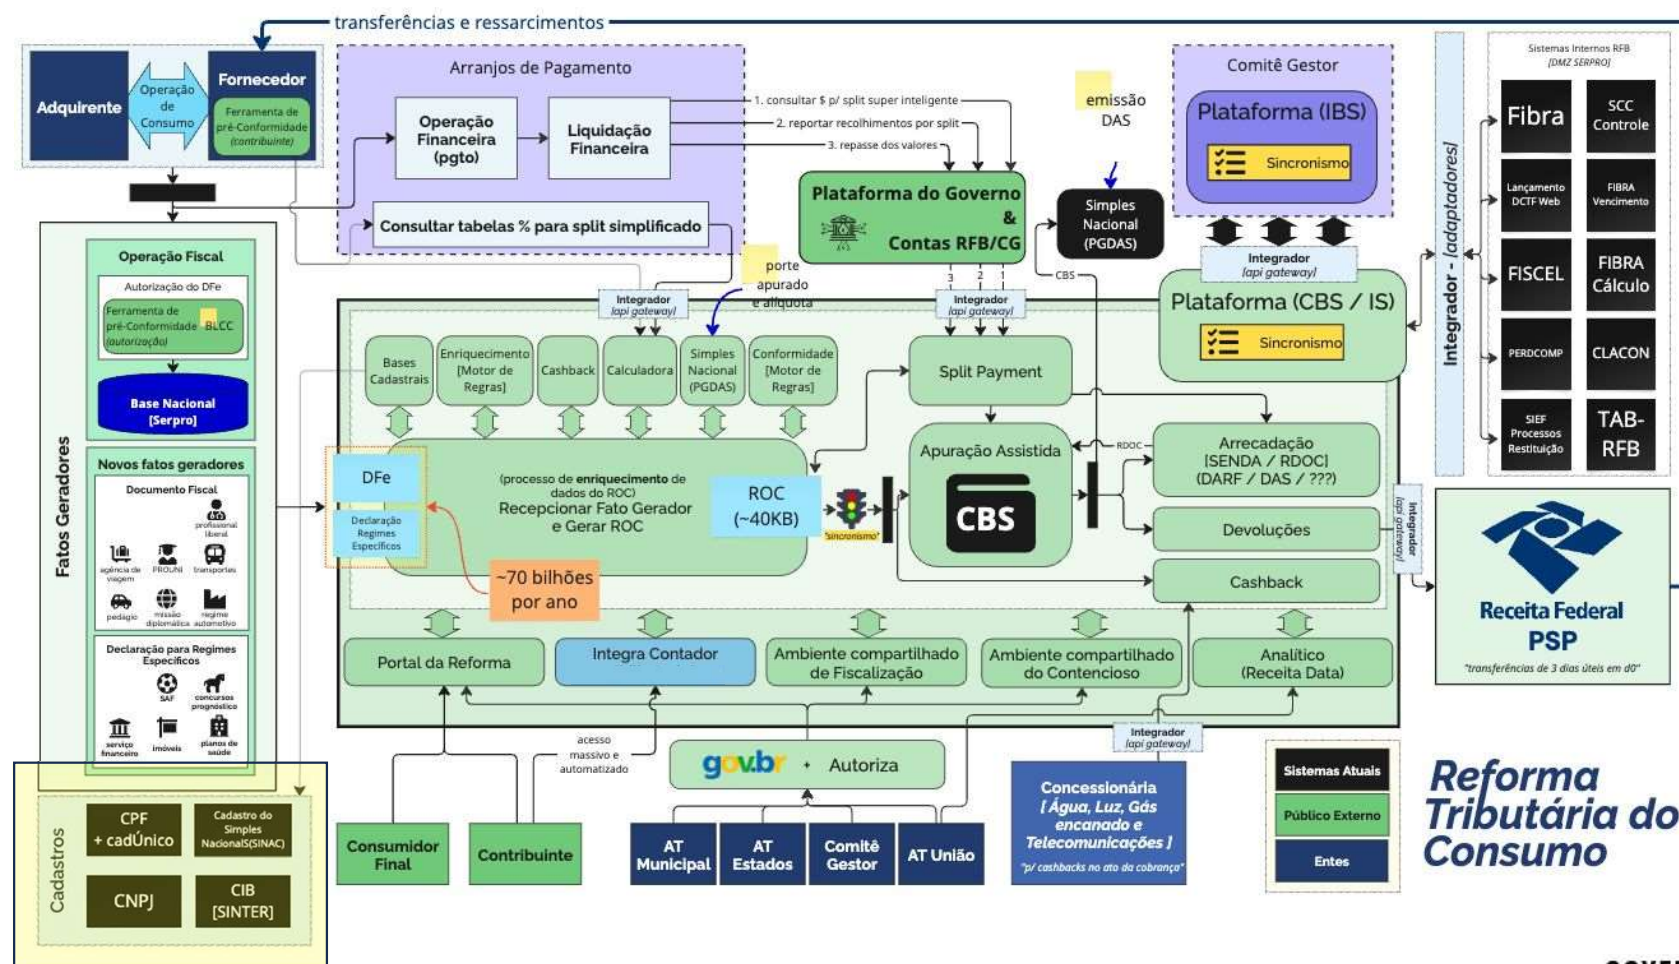 transferências e ressarcimentos
Adquirente
Operação
de
Consumo
Fornecedor
Ferramenta de
pré-Conformidade
(contribuinte)
Arranjos de Pagamento
Operação
Financeira
(pgto)
Liquidação
Financeira
1. consultar $ p/ split super inteligente
2. reportar recolhimentos por split
3. repasse dos valores
Consultar tabelas % para split simplificado
Plataforma do Governo
&
Contas RFB/CG
emissão
DAS
Simples
Nacional
(PGDAS)
CBS
Comitê Gestor
Plataforma (IBS)
Sincronismo
Integrador
[api gateway]
Plataforma (CBS / IS)
Sincronismo
Integrador - [adaptadores]
Sistemas Internos RFB
[DMZ SERPRO]
Fibra
SCC
Controle
Lançamento
DCTF Web
FIBRA
Vencimento
FISCEL
FIBRA
Cálculo
PERDCOMP
CLACON
SIEF
Processos
Restituição
TAB-
RFB
Fatos Geradores
Operação Fiscal
Autorização do DFe
Ferramenta de
pré-Conformidade
(autorização)
BLCC
Base Nacional
[Serpro]
Novos fatos geradores
Documento Fiscal
profissional
liberal
agência de
viagem
PROUNI
transportes
pedágio
missão
diplomática
regime
automotivo
Declaração para Regimes
Específicos
SAF
concursos
prognóstico
serviço
financeiro
imóveis
planos de
saúde
Cadastros
CPF
+ cadÚnico
Cadastro do
Simples
NacionalS(SINAC)
CNPJ
CIB
[SINTER]
porte
apurado
e alíquota
Integrador
[api gateway]
3 2 1
Integrador
[api gateway]
Bases
Cadastrais
Enriquecimento
[Motor de
Regras]
Cashback
Calculadora
Simples
Nacional
(PGDAS)
Conformidade
[Motor de
Regras]
Split Payment
DFe
Declaração
Regimes
Específicos
(processo de enriquecimento de
dados do ROC)
Recepcionar Fato Gerador
e Gerar ROC
ROC
(~40KB)
"sincronismo"
~70 bilhões
por ano
Apuração Assistida
CBS
RDOC
Arrecadação
[SENDA / RDOC]
(DARF / DAS / ???)
Devoluções
Cashback
Integrador
[api gateway]
Receita Federal
PSP
"transferências de 3 dias úteis em d0"
Portal da Reforma
Integra Contador
Ambiente compartilhado
de Fiscalização
Ambiente compartilhado
do Contencioso
Analítico
(Receita Data)
acesso
massivo e
automatizado
gov.br + Autoriza
Integrador
[api gateway]
Consumidor
Final
Contribuinte
AT
Municipal
AT
Estados
Comitê
Gestor
AT União
Concessionária
[ Água, Luz, Gás
encanado e
Telecomunicações ]
"p/ cashbacks no ato da cobrança"
Sistemas Atuais
Público Externo
Entes
Reforma
Tributária do
Consumo